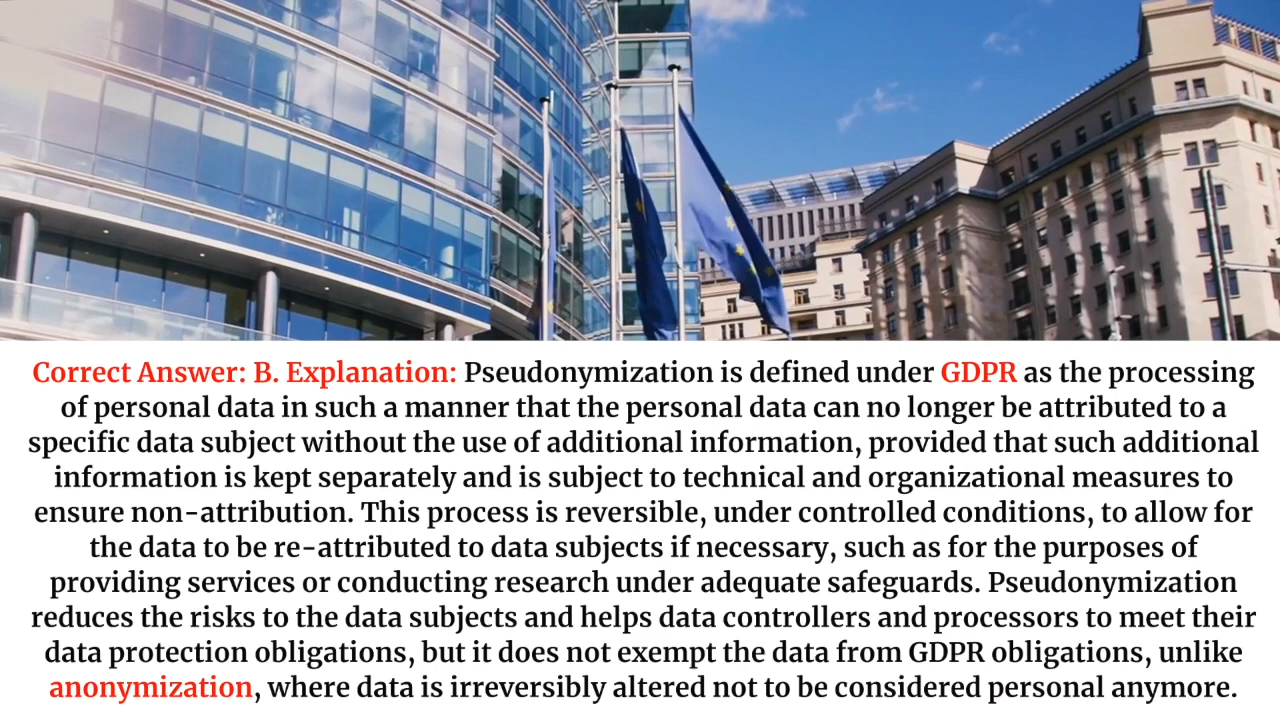 Correct Answer: B. Explanation: Pseudonymization is defined under GDPR as the processing
of personal data in such a manner that the personal data can no longer be attributed to a
specific data subject without the use of additional information, provided that such additional
information is kept separately and is subject to technical and organizational measures to
ensure non-attribution. This process is reversible, under controlled conditions, to allow for
the data to be re-attributed to data subjects if necessary, such as for the purposes of
providing services or conducting research under adequate safeguards. Pseudonymization
reduces the risks to the data subjects and helps data controllers and processors to meet their
data protection obligations, but it does not exempt the data from GDPR obligations, unlike
anonymization, where data is irreversibly altered not to be considered personal anymore.